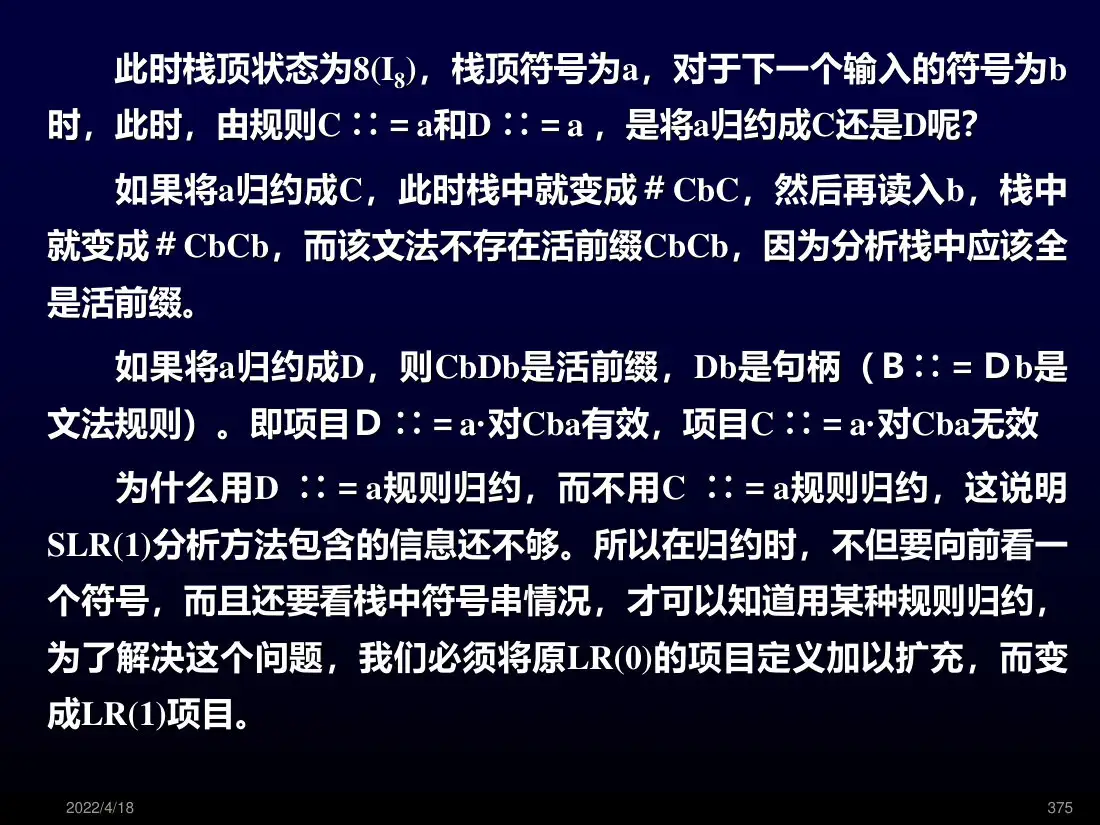 此时栈顶状态为8(I8)，栈顶符号为a，对于下一个输入的符号为b
时，此时，由规则C ∷＝a和D ∷＝a ，是将a归约成C还是D呢？
如果将a归约成C，此时栈中就变成＃CbC，然后再读入b，栈中
就变成＃CbCb，而该文法不存在活前缀CbCb，因为分析栈中应该全
是活前缀。
如果将a归约成D，则CbDb是活前缀，Db是句柄（Ｂ∷＝Ｄb是
文法规则）。即项目Ｄ ∷＝a·对Cba有效，项目C ∷＝a·对Cba无效
为什么用D ∷＝a规则归约，而不用C ∷＝a规则归约，这说明
SLR(1)分析方法包含的信息还不够。所以在归约时，不但要向前看一
个符号，而且还要看栈中符号串情况，才可以知道用某种规则归约，
为了解决这个问题，我们必须将原LR(0)的项目定义加以扩充，而变
成LR(1)项目。
2022/4/18
375